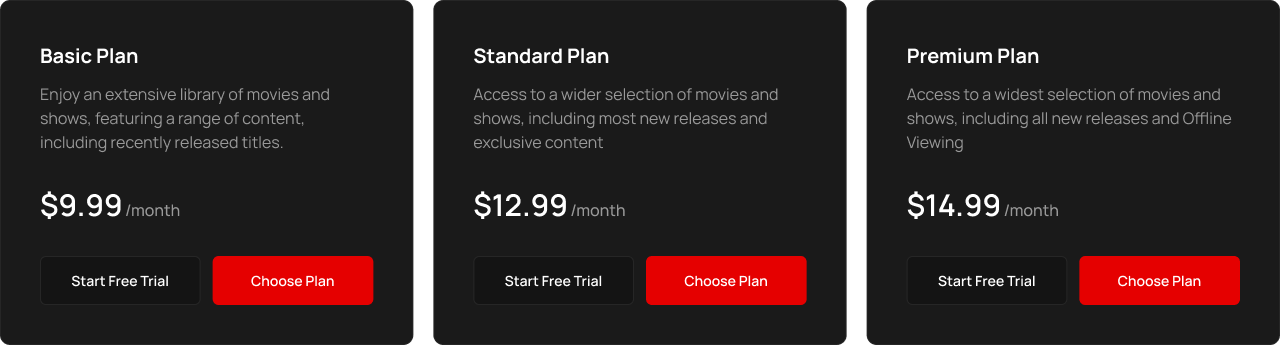 Basic Plan
Enjoy an extensive library of movies and
shows, featuring a range of content,
including recently released titles.
$9.99 /month
Start Free Trial
Choose Plan
Standard Plan
Access to a wider selection of movies and
shows, including most new releases and
exclusive content
$12.99 /month
Start Free Trial
Choose Plan
Premium Plan
Access to a widest selection of movies and
shows, including all new releases and Offline
Viewing
$14.99 /month
Start Free Trial
Choose Plan